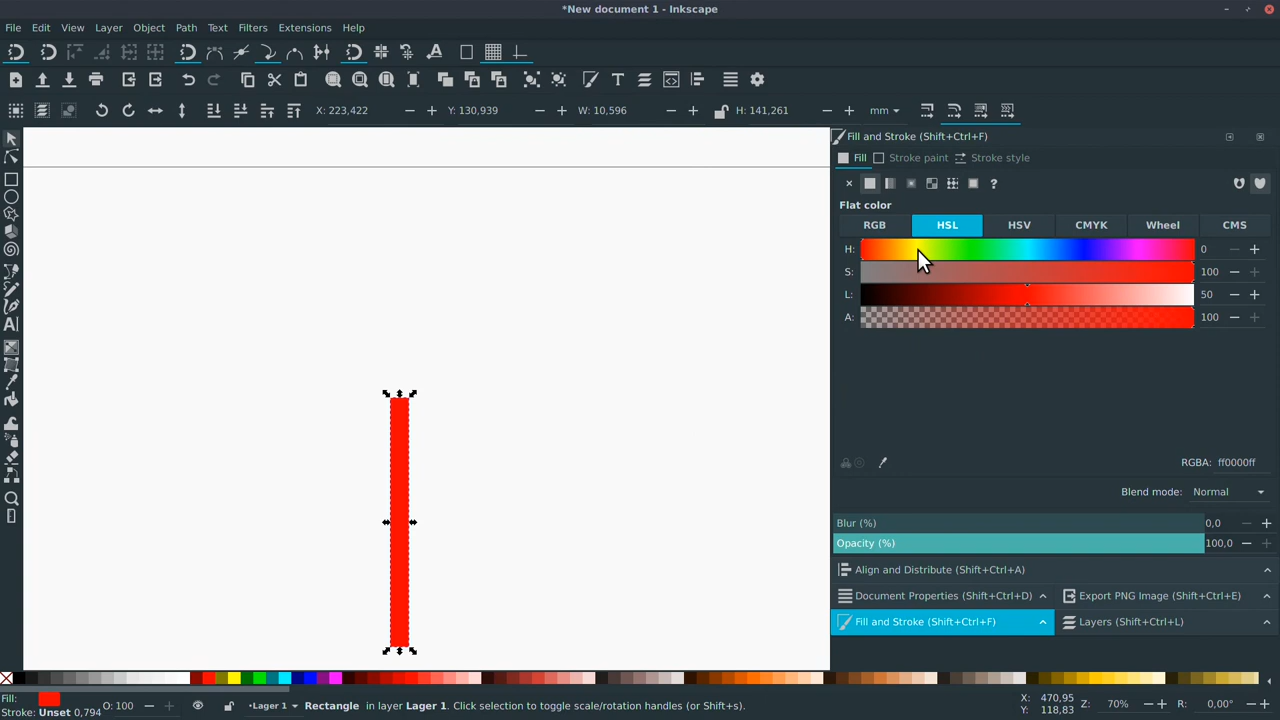 *New document 1 - Inkscape
File Edit View Layer Object Path Filters Text Extensions Help
X: 223,422 Y: 130,939 W: 10,596 H: 141,261 mm
Fill and Stroke (Shift+Ctrl+F)
Fill Stroke paint Stroke style
Flat color
RGB HSL HSV CMYK Wheel CMS
H: 0
S: 100
L: 50
A: 100
RGBA: ff0000ff
Blend mode: Normal
Blur (%) 0,0
Opacity (%) 100,0
Align and Distribute (Shift+Ctrl+A)
Document Properties (Shift+Ctrl+D) Export PNG Image (Shift+Ctrl+E)
Fill and Stroke (Shift+Ctrl+F) Layers (Shift+Ctrl+L)
Fill:
Stroke: Unset 0,794 O: 100 Lager 1 Rectangle in layer Lager 1. Click selection to toggle scale/rotation handles (or Shift+s). X: 470,95 Y: 118,83 Z: 70% R: 0,00°